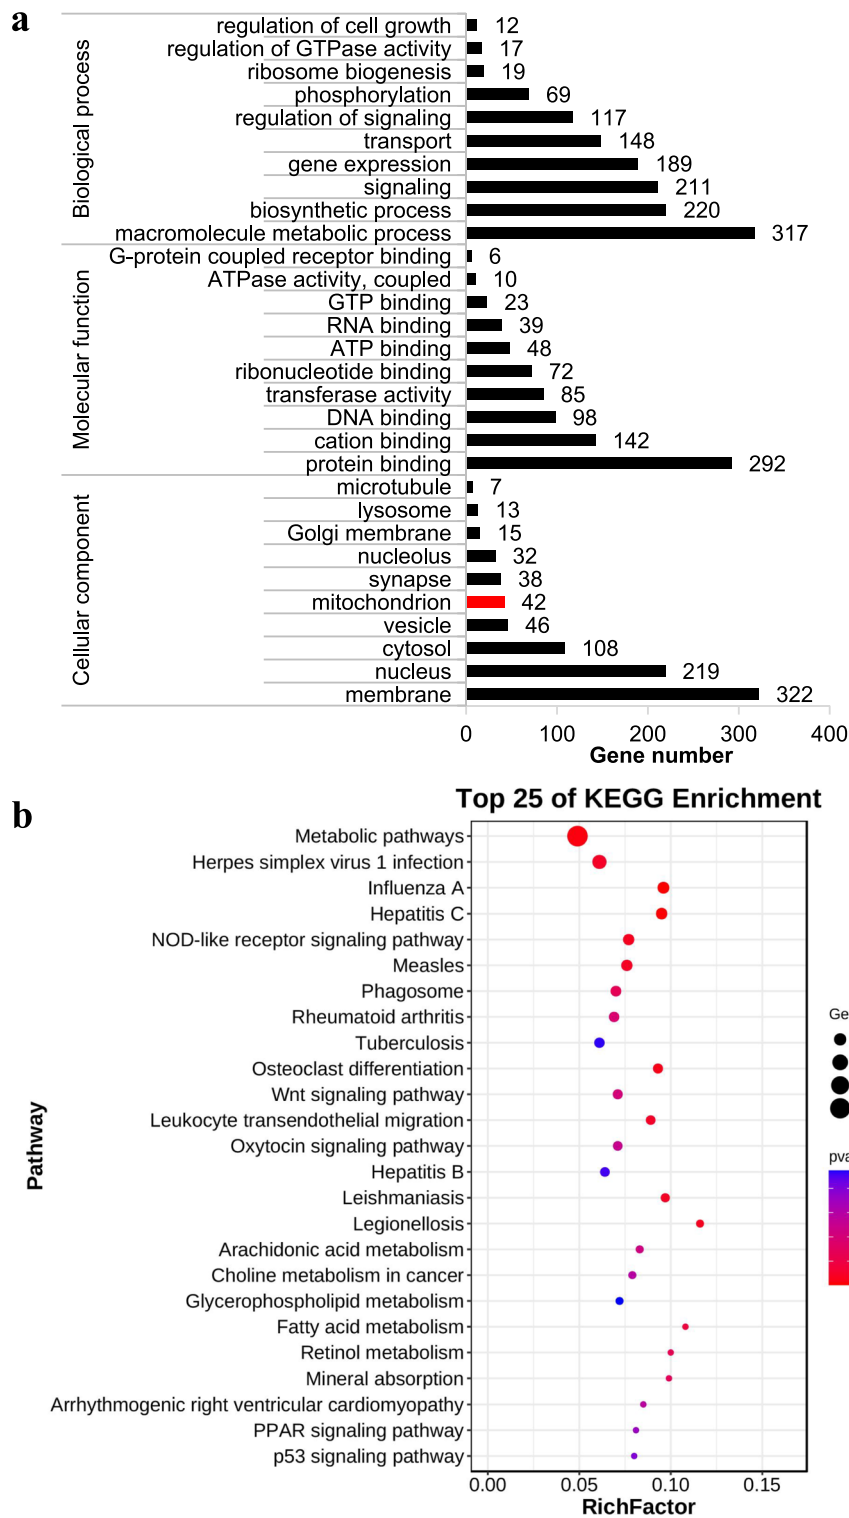 a
Biological process
regulation of cell growth 12
regulation of GTPase activity 17
ribosome biogenesis 19
phosphorylation 69
regulation of signaling 117
transport 148
gene expression 189
signaling 211
biosynthetic process 220
macromolecule metabolic process 317
Molecular function
G-protein coupled receptor binding 6
ATPase activity, coupled 10
GTP binding 23
RNA binding 39
ATP binding 48
ribonucleotide binding 72
transferase activity 85
DNA binding 98
cation binding 142
protein binding 292
Cellular component
microtubule 7
lysosome 13
Golgi membrane 15
nucleolus 32
synapse 38
mitochondrion 42
vesicle 46
cytosol 108
nucleus 219
membrane 322
0 100 200 300 400
Gene number
b
Top 25 of KEGG Enrichment
Pathway
Metabolic pathways
Herpes simplex virus 1 infection
Influenza A
Hepatitis C
NOD-like receptor signaling pathway
Measles
Phagosome
Rheumatoid arthritis
Tuberculosis
Osteoclast differentiation
Wnt signaling pathway
Leukocyte transendothelial migration
Oxytocin signaling pathway
Hepatitis B
Leishmaniasis
Legionellosis
Arachidonic acid metabolism
Choline metabolism in cancer
Glycerophospholipid metabolism
Fatty acid metabolism
Retinol metabolism
Mineral absorption
Arrhythmogenic right ventricular cardiomyopathy
PPAR signaling pathway
p53 signaling pathway
0.00 0.05 0.10 0.15
RichFactor
Ge
pva